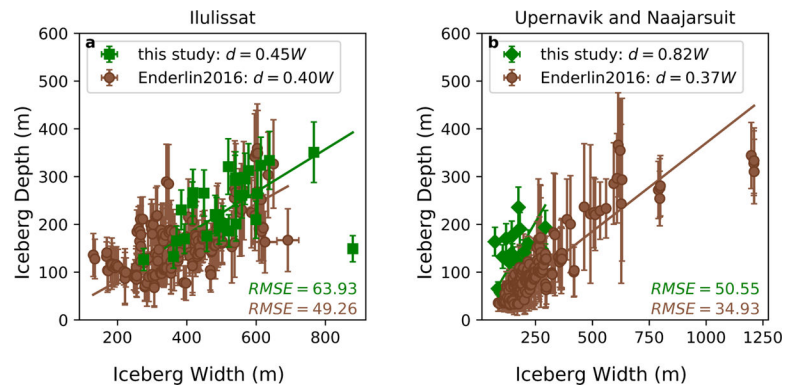 Ilulissat
a
this study: d = 0.45W
Enderlin2016: d = 0.40W
600
500
400
300
200
100
0
Iceberg Depth (m)
RMSE = 63.93
RMSE = 49.26
200 400 600 800
Iceberg Width (m)
Upernavik and Naajarsuit
b
this study: d = 0.82W
Enderlin2016: d = 0.37W
600
500
400
300
200
100
0
Iceberg Depth (m)
RMSE = 50.55
RMSE = 34.93
250 500 750 1000 1250
Iceberg Width (m)